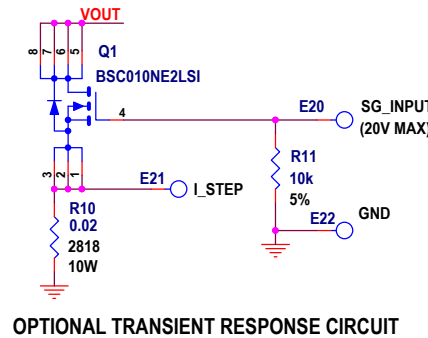 VOUT
8 7 6 5
Q1
BSC010NE2LSI
4
E20
SG_INPUT
(20V MAX)
R11
10k
5%
3 2 1
E21
I_STEP
E22
GND
R10
0.02
2818
10W
OPTIONAL TRANSIENT RESPONSE CIRCUIT